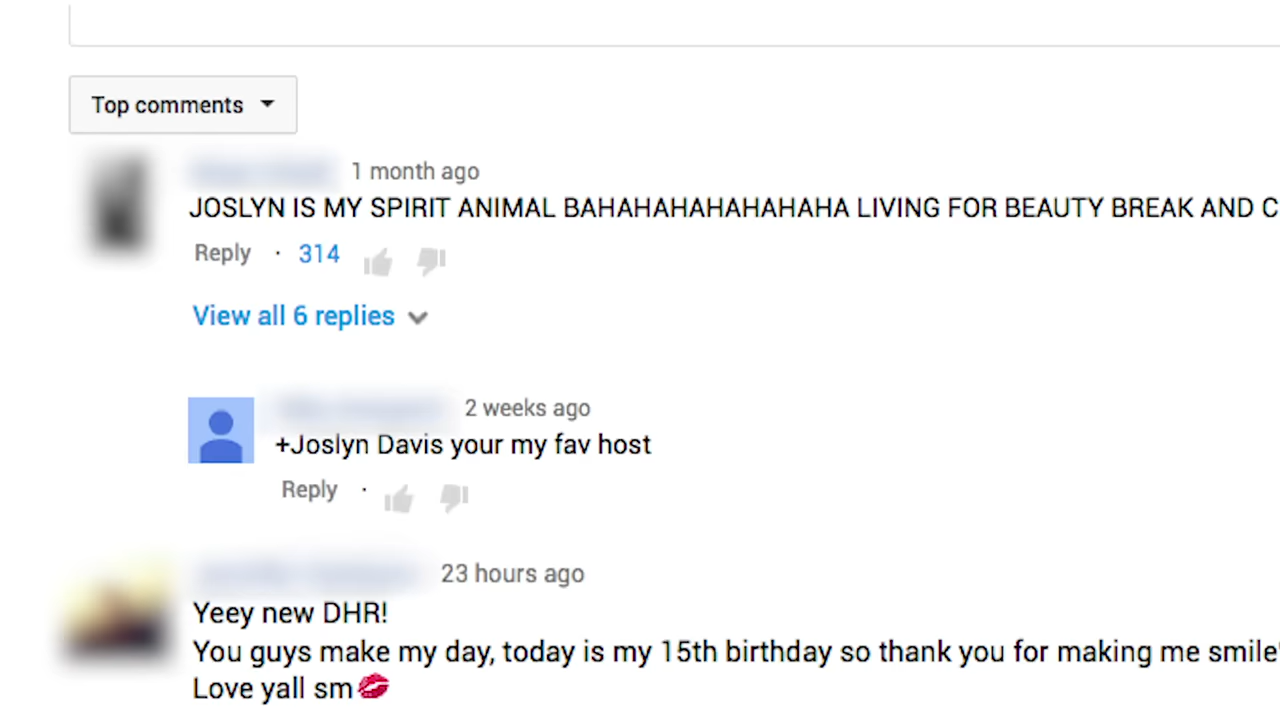 Top comments
1 month ago
JOSLYN IS MY SPIRIT ANIMAL BAHAHAHAHAHAHAHA LIVING FOR BEAUTY BREAK AND C
Reply · 314
View all 6 replies
2 weeks ago
+Joslyn Davis your my fav host
Reply ·
23 hours ago
Yeey new DHR!
You guys make my day, today is my 15th birthday so thank you for making me smile
Love yall sm💋